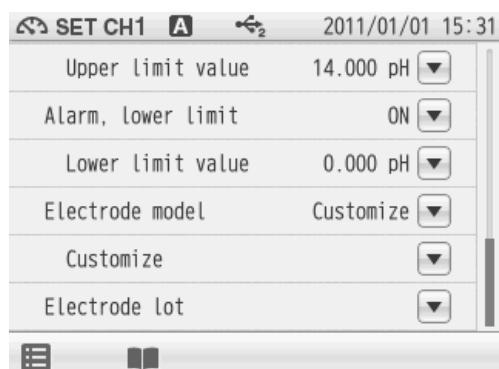 SET CH1 A 2 2011/01/01 15:31
Upper limit value 14.000 pH
Alarm, lower limit ON
Lower limit value 0.000 pH
Electrode model Customize
Customize
Electrode lot